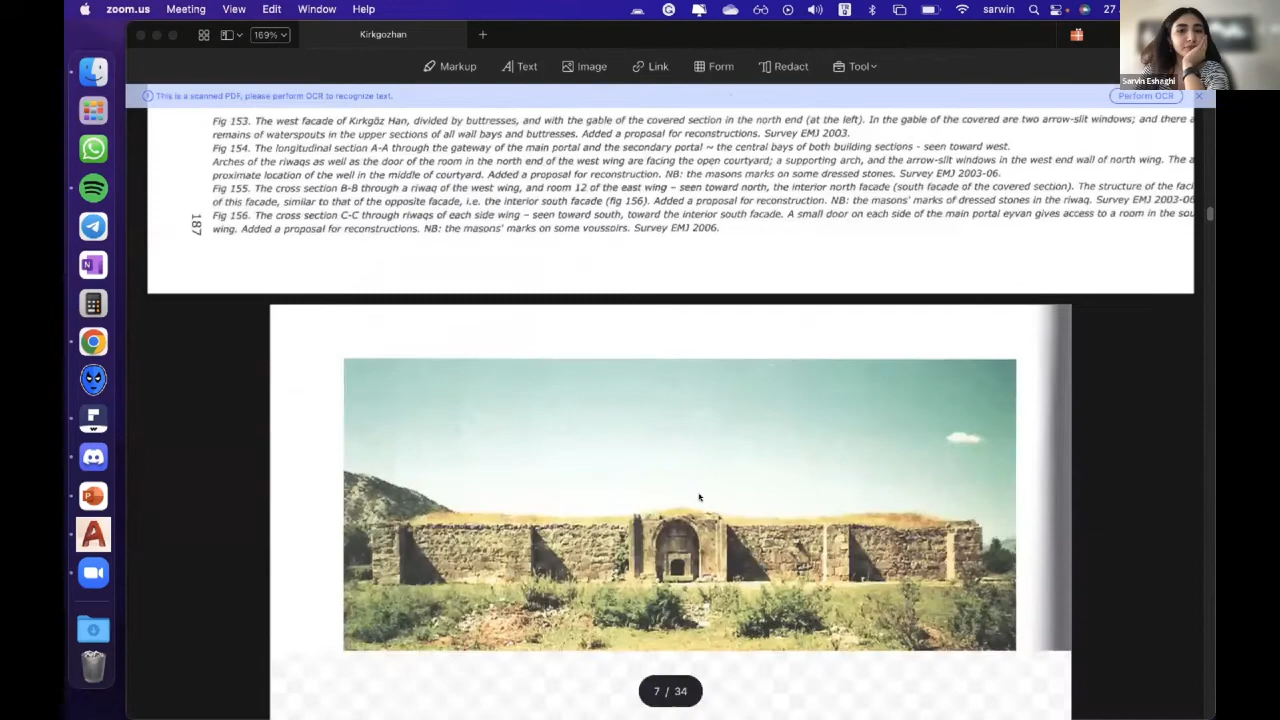 zoom.us Meeting View Edit Window Help sarwin 27
169% Kirkgozhan
Markup Text Image Link Form Redact Tool
This is a scanned PDF, please perform OCR to recognize text. Perform OCR
Sarvin Eshaghi
Fig 153. The west facade of Kırkgöz Han, divided by buttresses, and with the gable of the covered section in the north end (at the left). In the gable of the covered are two arrow-slit windows; and there a
remains of waterspouts in the upper sections of all wall bays and buttresses. Added a proposal for reconstructions. Survey EMJ 2003.
Fig 154. The longitudinal section A-A through the gateway of the main portal and the secondary portal ~ the central bays of both building sections - seen toward west.
Arches of the riwaqs as well as the door of the room in the north end of the west wing are facing the open courtyard; a supporting arch, and the arrow-slit windows in the west end wall of north wing. The a
proximate location of the well in the middle of courtyard. Added a proposal for reconstruction. NB: the masons marks on some dressed stones. Survey EMJ 2003-06.
Fig 155. The cross section B-B through a riwaq of the west wing, and room 12 of the east wing – seen toward north, the interior north facade (south facade of the covered section). The structure of the faci
of this facade, similar to that of the opposite facade, i.e. the interior south facade (fig 156). Added a proposal for reconstruction. NB: the masons' marks of dressed stones in the riwaq. Survey EMJ 2003-06
Fig 156. The cross section C-C through riwaqs of each side wing – seen toward south, toward the interior south facade. A small door on each side of the main portal eyvan gives access to a room in the sou
wing. Added a proposal for reconstructions. NB: the masons' marks on some voussoirs. Survey EMJ 2006.
187
7 / 34